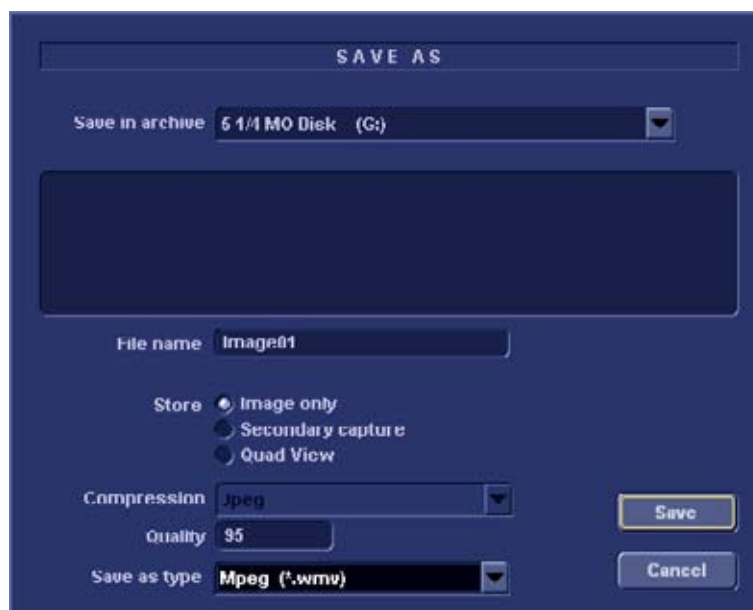 SAVE AS
Save in archive 5 1/4 MO Disk (G:)
File name Image01
Store Image only
Secondary capture
Quad View
Compression Jpeg
Quality 95
Save
Save as type Mpeg (*.wmv)
Cancel